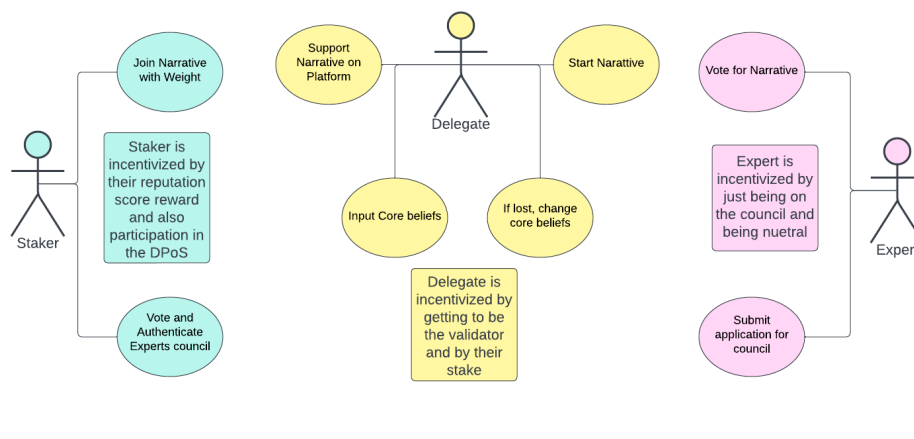 Join Narrative
with Weight
Staker is
incentivized by
their reputation
score reward
and also
participation in
the DPoS
Staker
Vote and
Authenticate
Experts council
Support
Narrative on
Platform
Start Narattive
Delegate
Input Core beliefs
If lost, change
core beliefs
Delegate is
incentivized by
getting to be
the validator
and by their
stake
Vote for Narrative
Expert is
incentivized by
just being on
the council and
being nuetral
Exper
Submit
application for
council